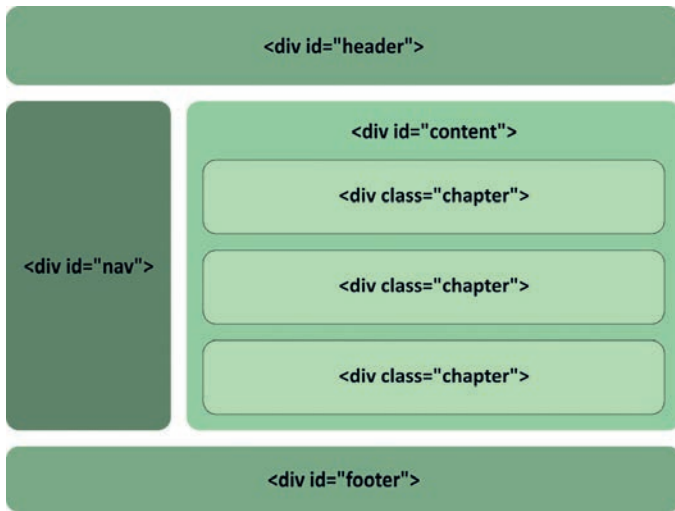 <div id="header">
<div id="nav">
<div id="content">
<div class="chapter">
<div class="chapter">
<div class="chapter">
<div id="footer">